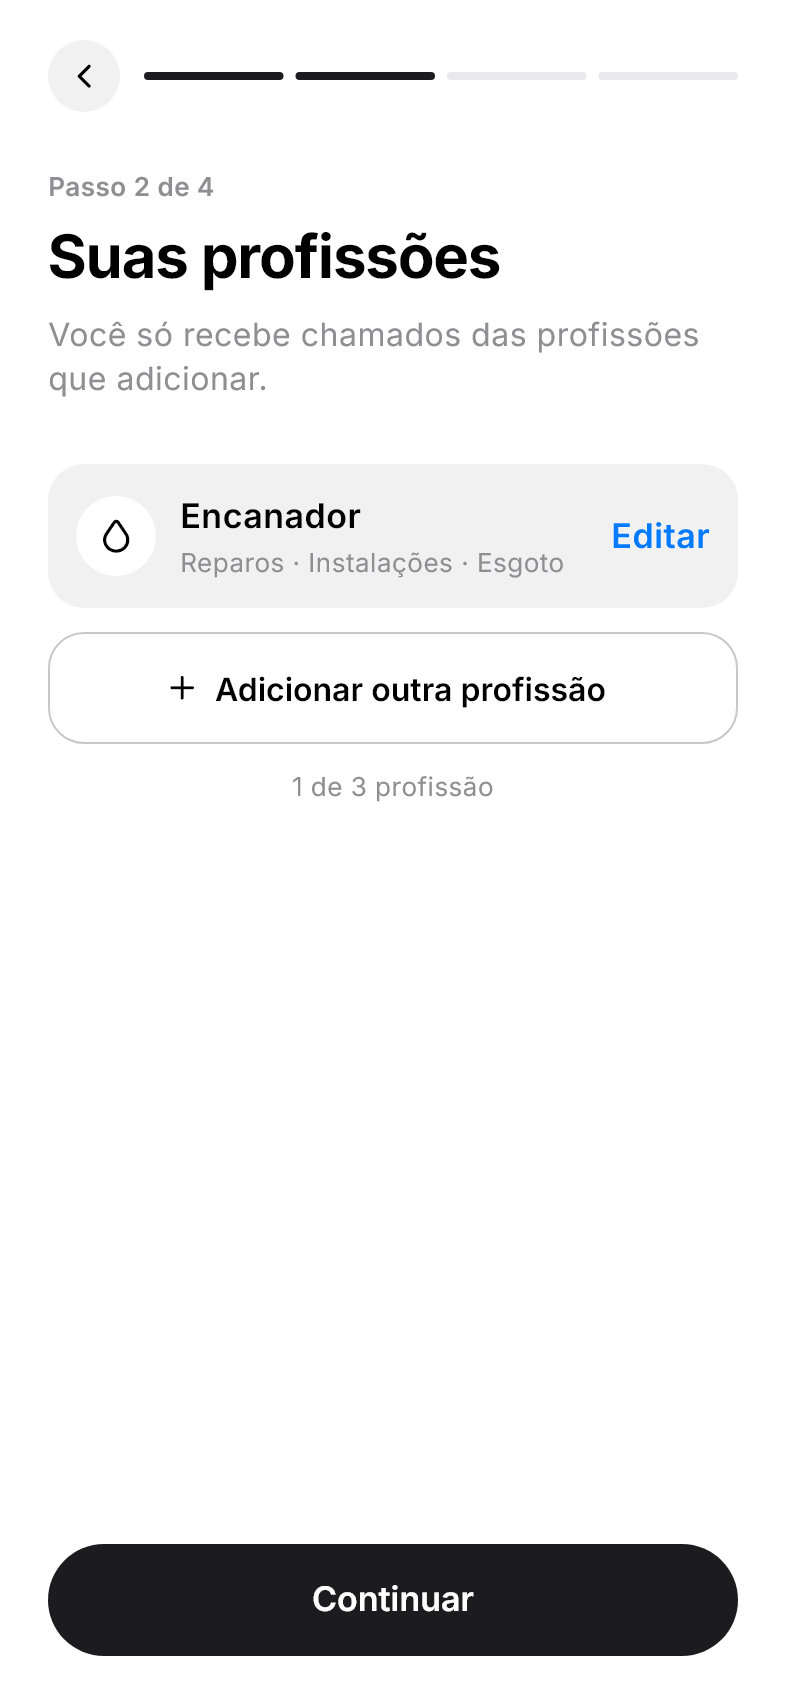 Passo 2 de 4
Suas profissões
Você só recebe chamados das profissões
que adicionar.
Encanador
Reparos · Instalações · Esgoto
Editar
Adicionar outra profissão
1 de 3 profissão
Continuar